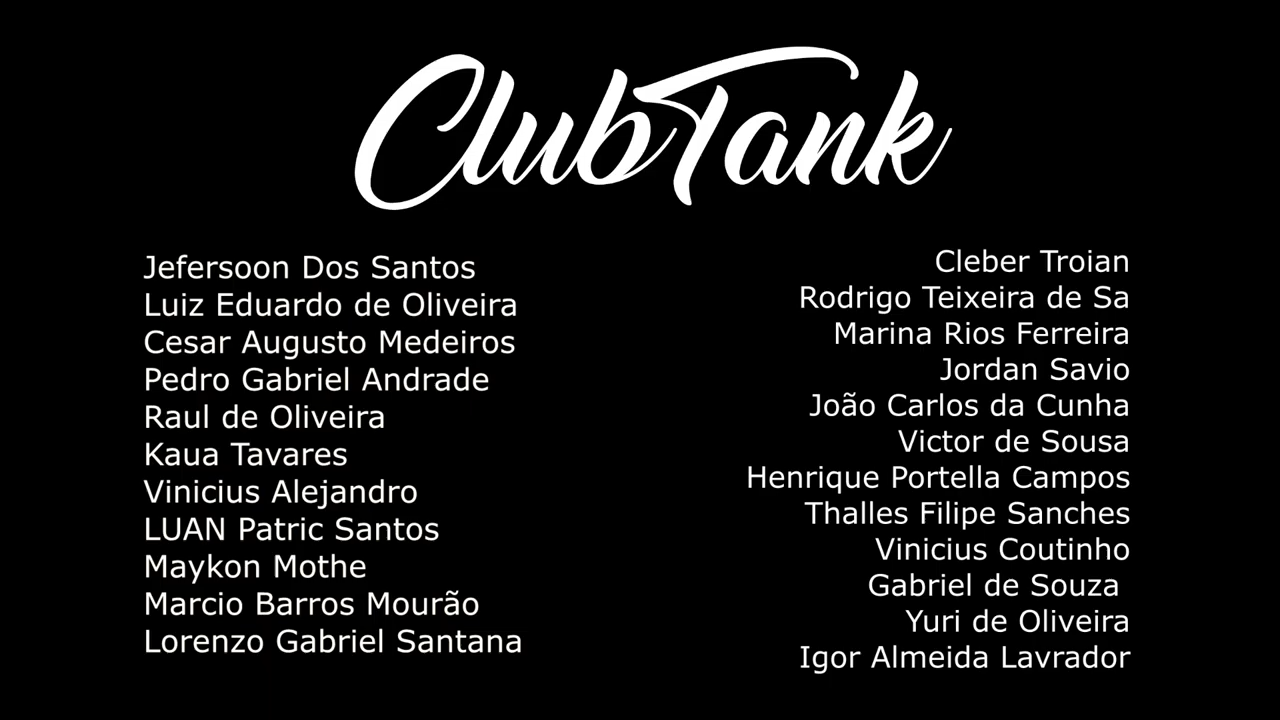 ClubTank
Jefersoon Dos Santos
Luiz Eduardo de Oliveira
Cesar Augusto Medeiros
Pedro Gabriel Andrade
Raul de Oliveira
Kaua Tavares
Vinicius Alejandro
LUAN Patric Santos
Maykon Mothe
Marcio Barros Mourão
Lorenzo Gabriel Santana
Cleber Troian
Rodrigo Teixeira de Sa
Marina Rios Ferreira
Jordan Savio
João Carlos da Cunha
Victor de Sousa
Henrique Portella Campos
Thalles Filipe Sanches
Vinicius Coutinho
Gabriel de Souza
Yuri de Oliveira
Igor Almeida Lavrador